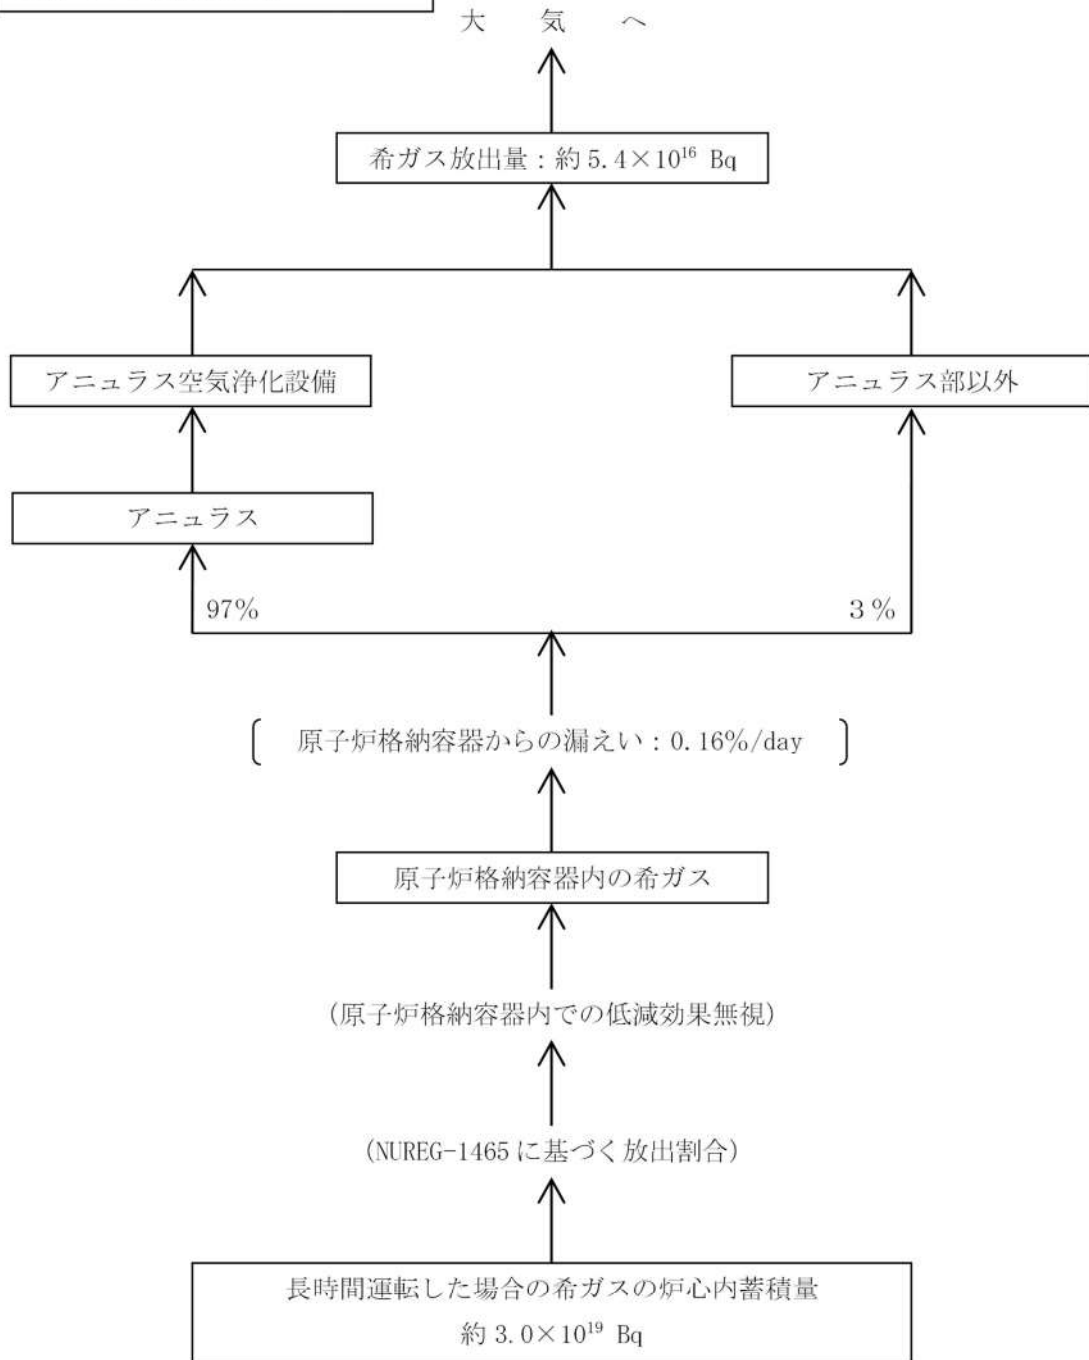 大 気 へ
希ガス放出量：約 5.4×10¹⁶ Bq
アニュラス空気浄化設備
アニュラス部以外
アニュラス
97%
3%
原子炉格納容器からの漏えい：0.16%/day
原子炉格納容器内の希ガス
(原子炉格納容器内での低減効果無視)
(NUREG-1465 に基づく放出割合)
長時間運転した場合の希ガスの炉心内蓄積量
約 3.0×10¹⁹ Bq